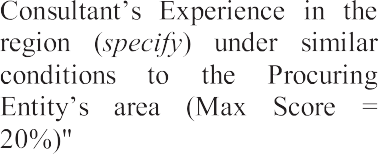 Consultant's Experience in the
region (specify) under similar
conditions to the Procuring
Entity's area (Max Score =
20%)"